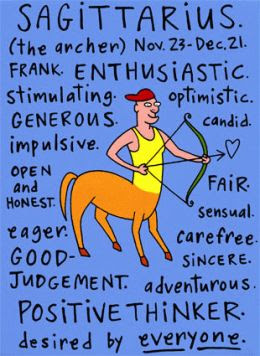 SAGITTARIUS.
(the archer) Nov. 23-Dec. 21.
FRANK. ENTHUSIASTIC.
stimulating. optimistic.
GENEROUS. candid.
impulsive.
OPEN
and
HONEST.
FAIR.
sensual.
eager. carefree.
GOOD-
JUDGEMENT.
SINCERE.
adventurous.
POSITIVE THINKER.
desired by everyone.